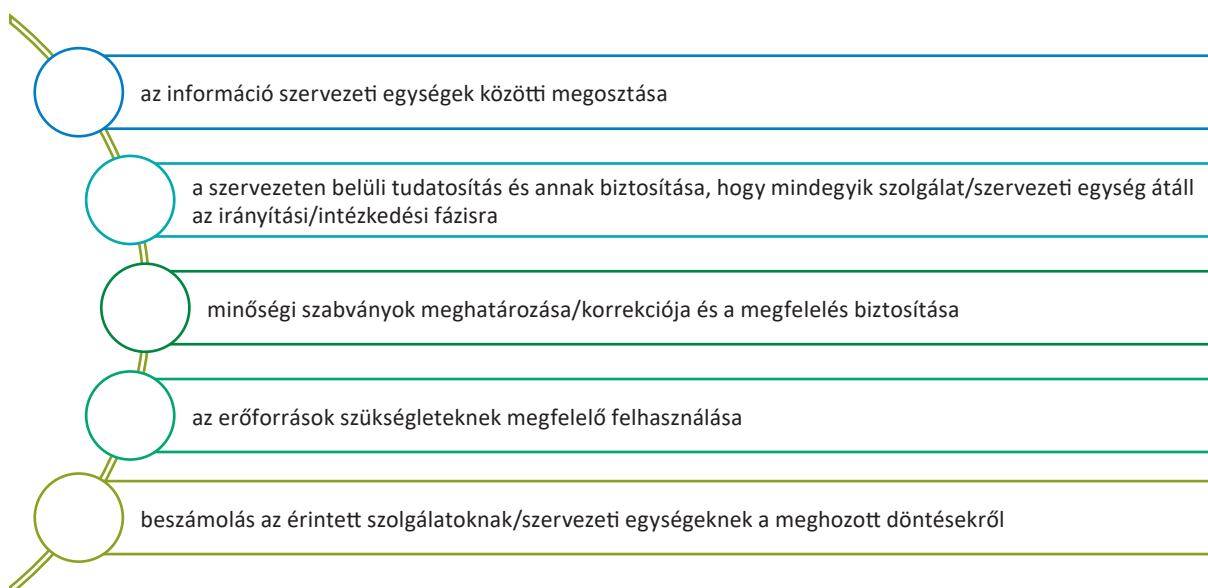 az információ szervezeti egységek közötti megosztása
a szervezeten belüli tudatosítás és annak biztosítása, hogy mindegyik szolgálat/szervezeti egység átáll
az irányítási/intézkedési fázisra
minőségi szabványok meghatározása/korrekciója és a megfelelés biztosítása
az erőforrások szükségleteknek megfelelő felhasználása
beszámolás az érintett szolgálatoknak/szervezeti egységeknek a meghozott döntésekről